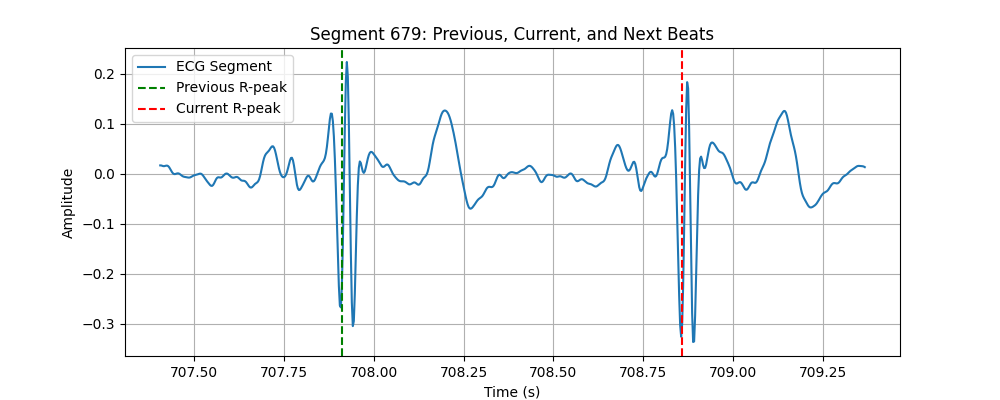 Segment 679: Previous, Current, and Next Beats
ECG Segment
Previous R-peak
Current R-peak
0.2
0.1
0.0
−0.1
−0.2
−0.3
Amplitude
707.50 707.75 708.00 708.25 708.50 708.75 709.00 709.25
Time (s)